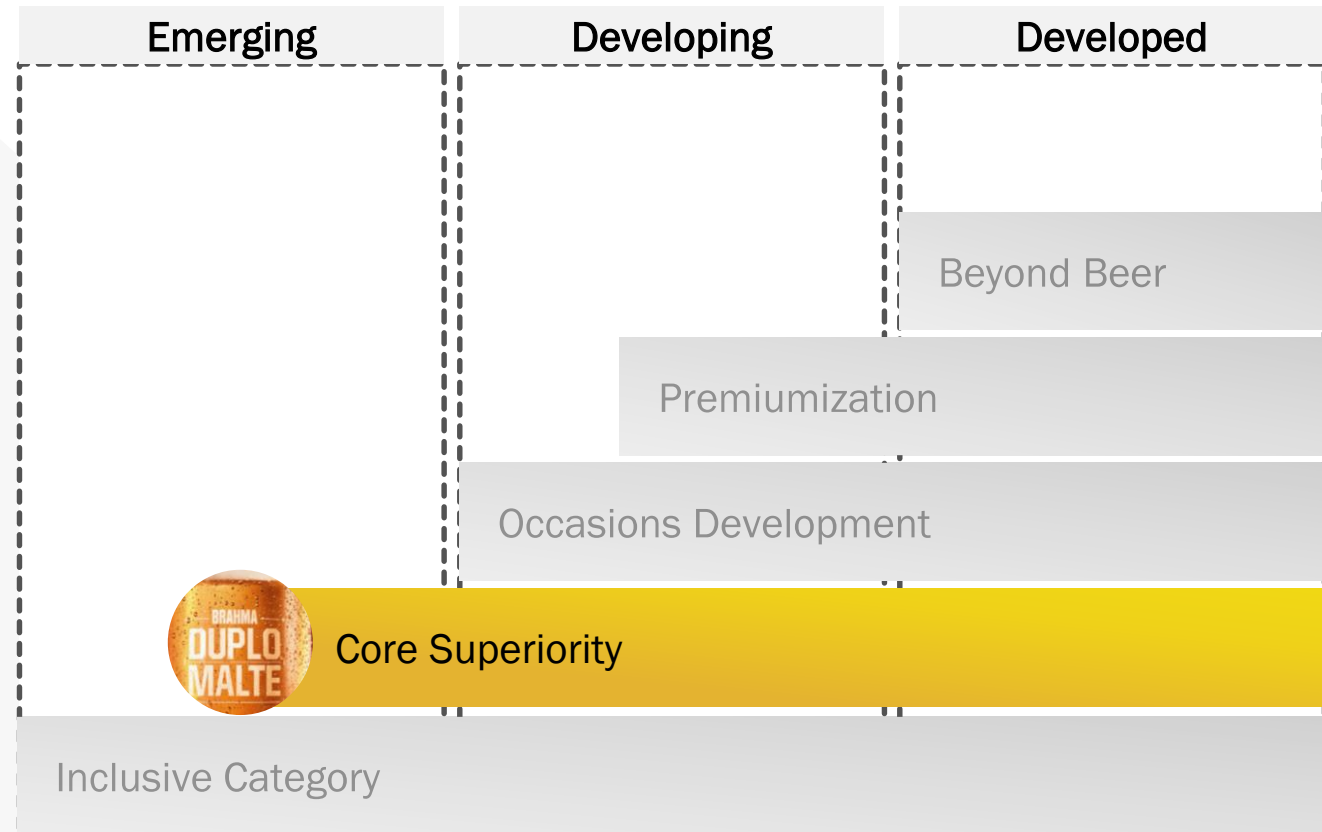 Emerging
Developing
Developed
Beyond Beer
Premiumization
Occasions Development
BRAHMA
DUPLO
MALTE
Core Superiority
Inclusive Category